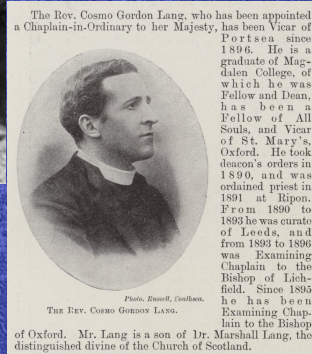 The Rev. Cosmo Gordon Lang, who has been appointed
a Chaplain-in-Ordinary to her Majesty, has been Vicar of
Portsea since
1896. He is a
graduate of Mag-
dalen College, of
which he was
Fellow and Dean,
has been a
Fellow of All
Souls, and Vicar
of St. Mary's,
Oxford. He took
deacon's orders in
1890, and was
ordained priest in
1891 at Ripon.
From 1890 to
1893 he was curate
of Leeds, and
from 1893 to 1896
was Examining
Chaplain to the
Bishop of Lich-
field. Since 1895
he has been
Examining Chap-
lain to the Bishop
Photo. Russell, Southsea.
THE REV. COSMO GORDON LANG.
of Oxford. Mr. Lang is a son of Dr. Marshall Lang, the
distinguished divine of the Church of Scotland.